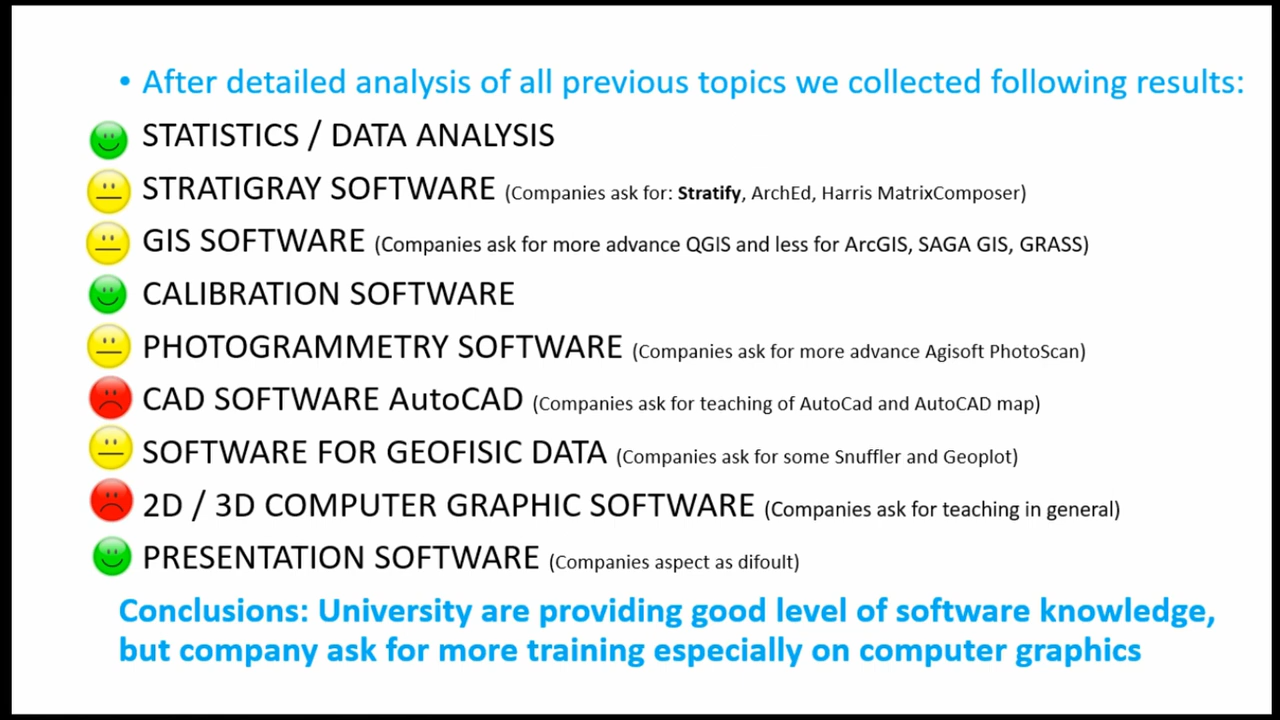 • After detailed analysis of all previous topics we collected following results:
STATISTICS / DATA ANALYSIS
STRATIGRAY SOFTWARE (Companies ask for: Stratify, ArchEd, Harris MatrixComposer)
GIS SOFTWARE (Companies ask for more advance QGIS and less for ArcGIS, SAGA GIS, GRASS)
CALIBRATION SOFTWARE
PHOTOGRAMMETRY SOFTWARE (Companies ask for more advance Agisoft PhotoScan)
CAD SOFTWARE AutoCAD (Companies ask for teaching of AutoCad and AutoCAD map)
SOFTWARE FOR GEOFISIC DATA (Companies ask for some Snuffler and Geoplot)
2D / 3D COMPUTER GRAPHIC SOFTWARE (Companies ask for teaching in general)
PRESENTATION SOFTWARE (Companies aspect as difoult)
Conclusions: University are providing good level of software knowledge,
but company ask for more training especially on computer graphics